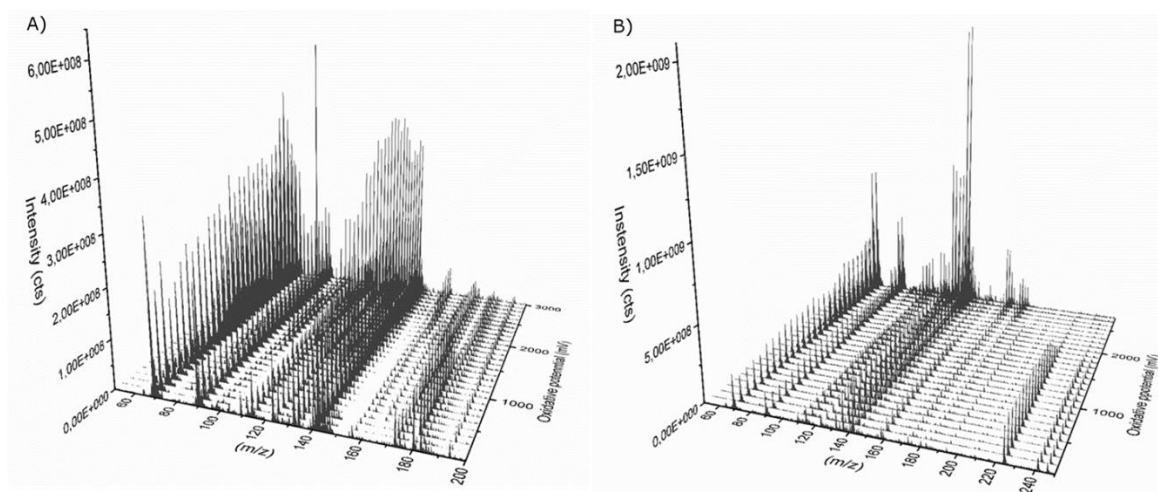 A)
6,00E+008
5,00E+008
4,00E+008
3,00E+008
2,00E+008
1,00E+008
0,00E+000
Intensity (cts)
60
80
100
120
140
160
180
200
(m/z)
1000
2000
3000
Oxidative potential (mV)
B)
2,00E+009
1,50E+009
1,00E+009
5,00E+008
0,00E+000
Instensity (cts)
60
80
100
120
140
160
180
200
220
240
(m/z)
1000
2000
Oxidative ppotential (mV)